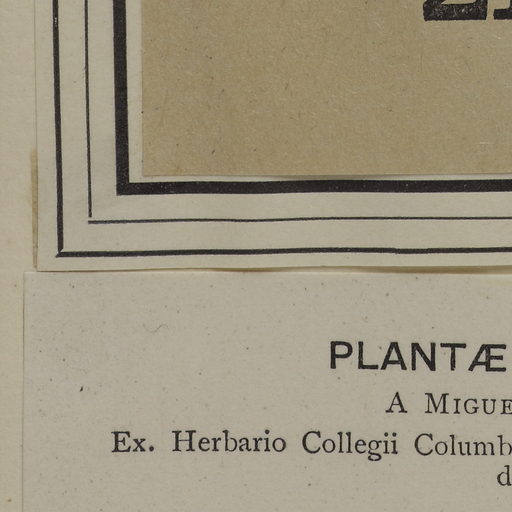 PLANTÆ
A MIGUE
Ex. Herbario Collegii Columb
d